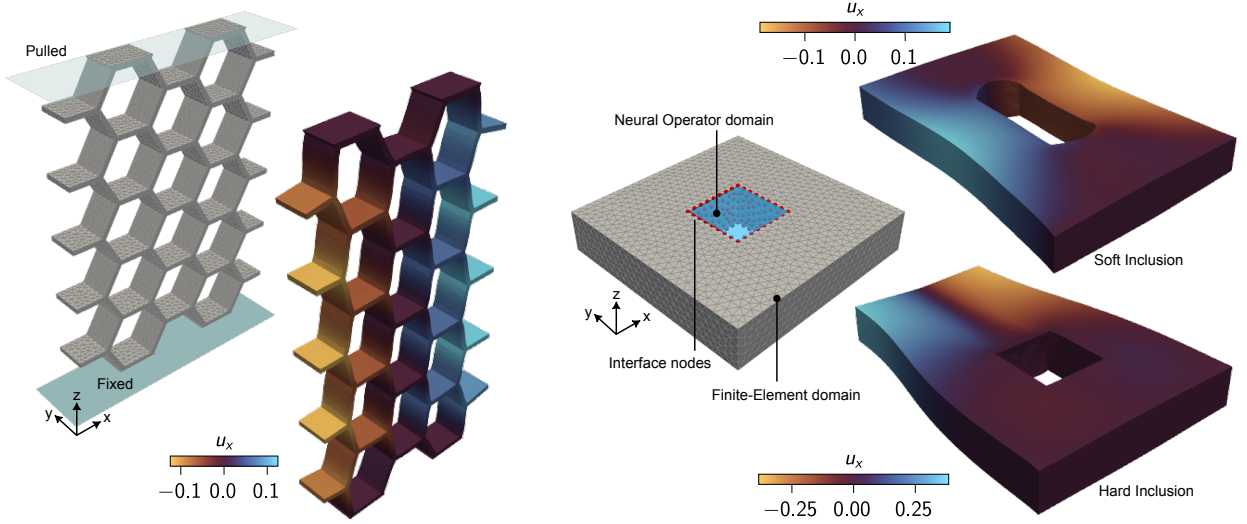 Pulled
Fixed
z
y
x
u_x
−0.1 0.0 0.1
Neural Operator domain
z
y
x
Interface nodes
Finite-Element domain
u_x
−0.1 0.0 0.1
Soft Inclusion
u_x
−0.25 0.00 0.25
Hard Inclusion